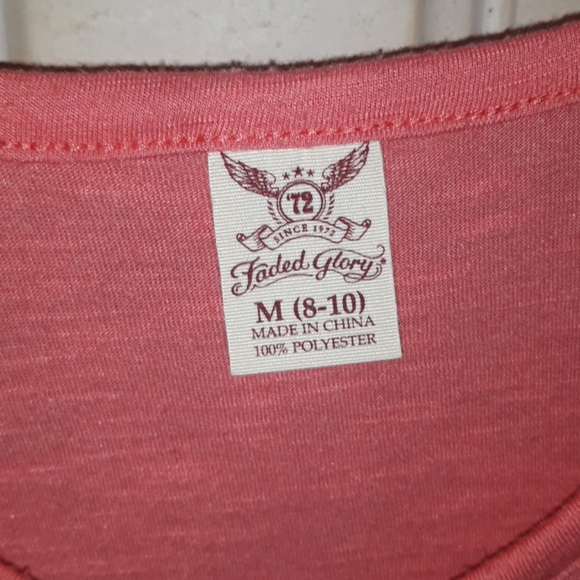 '72
SINCE 1972
Faded Glory®
M (8-10)
MADE IN CHINA
100% POLYESTER